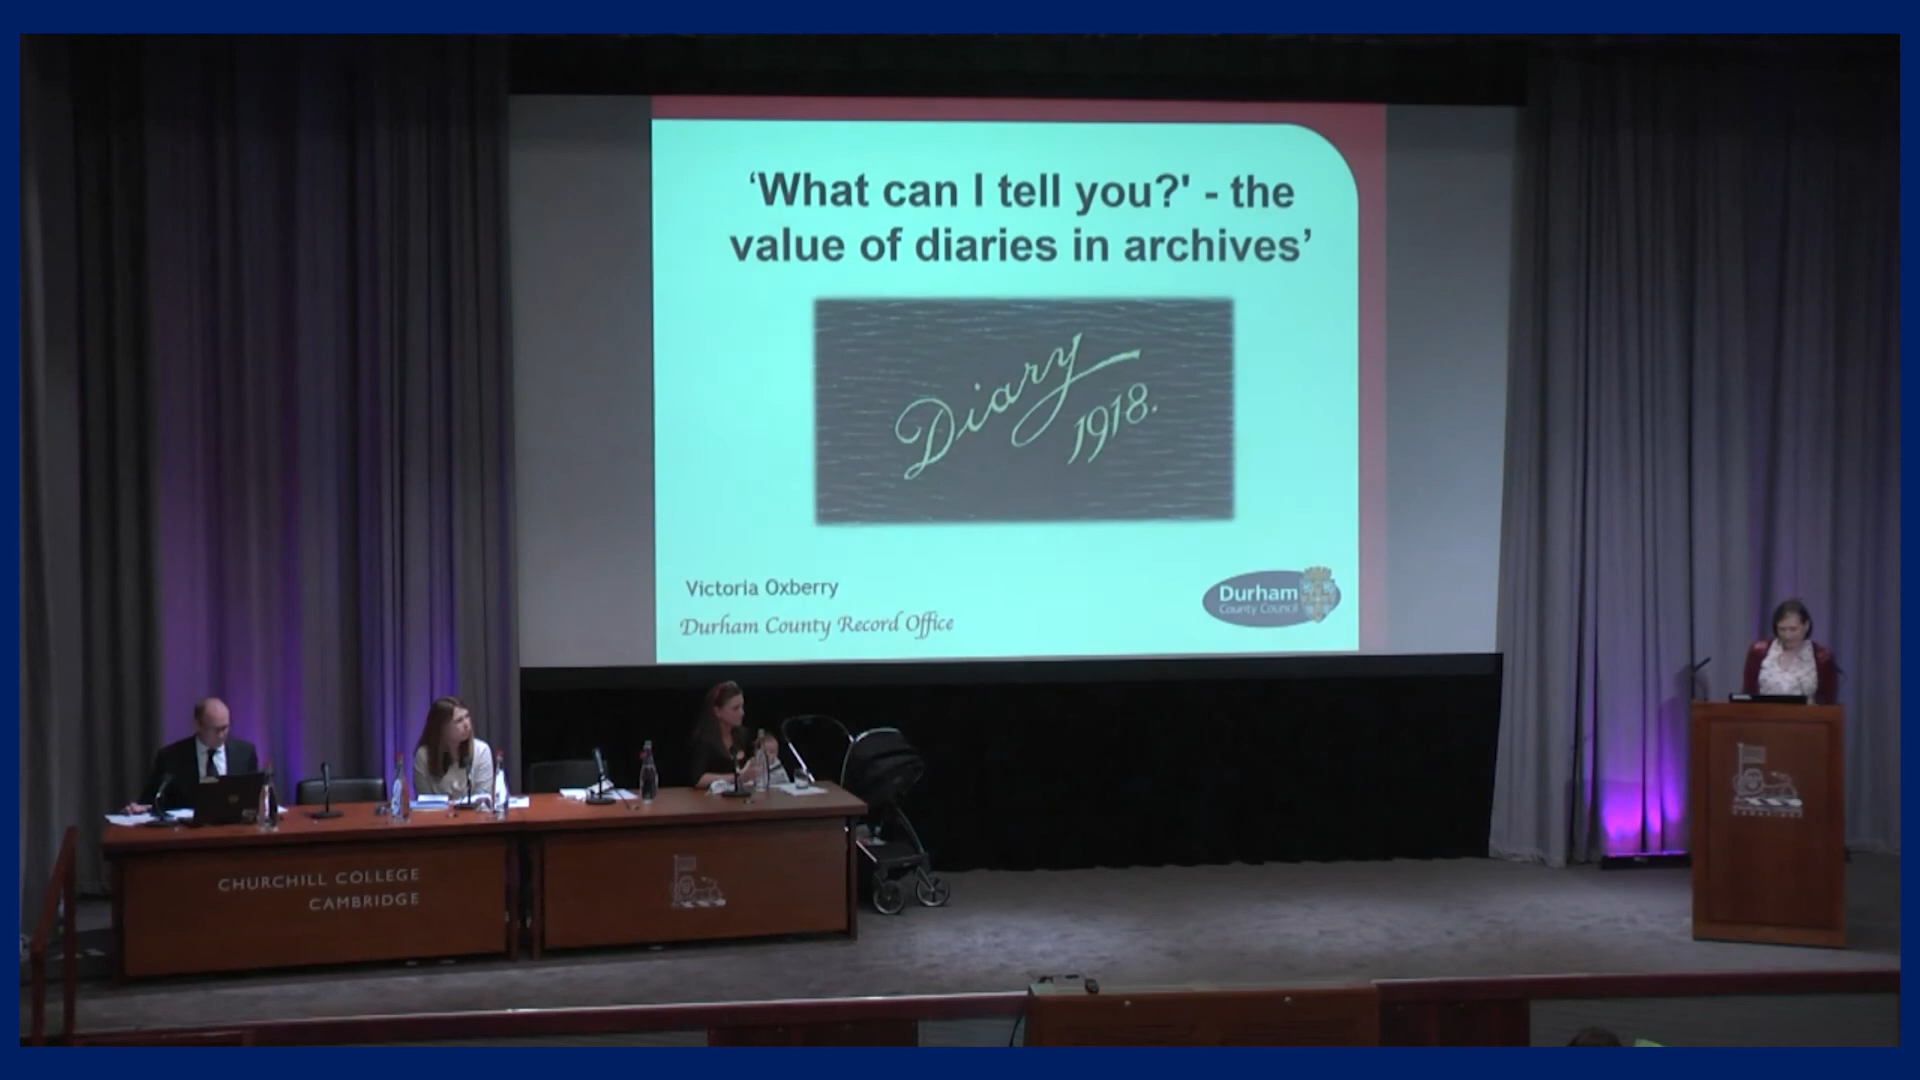 ‘What can I tell you?' - the
value of diaries in archives’
Diary
1918.
Victoria Oxberry
Durham County Record Office
Durham
County Council
CHURCHILL COLLEGE
CAMBRIDGE